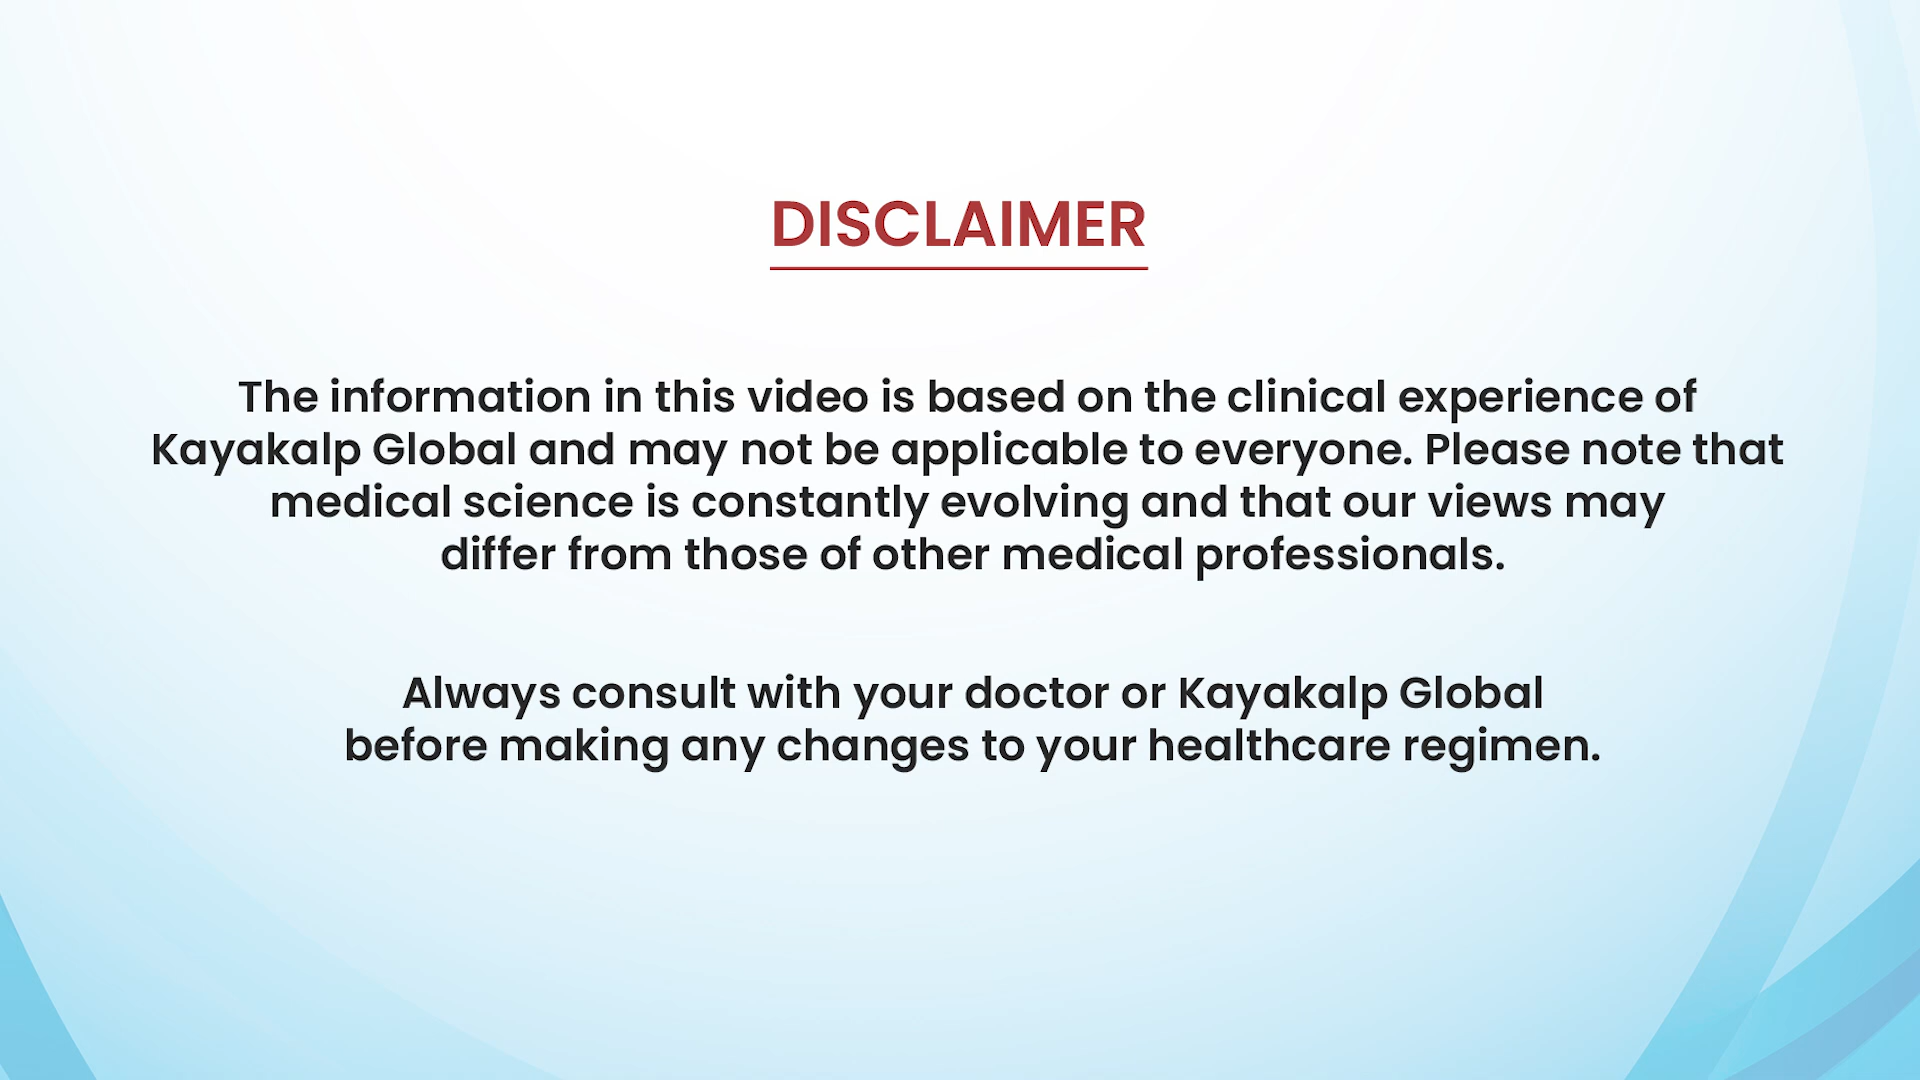 DISCLAIMER
The information in this video is based on the clinical experience of
Kayakalp Global and may not be applicable to everyone. Please note that
medical science is constantly evolving and that our views may
differ from those of other medical professionals.
Always consult with your doctor or Kayakalp Global
before making any changes to your healthcare regimen.